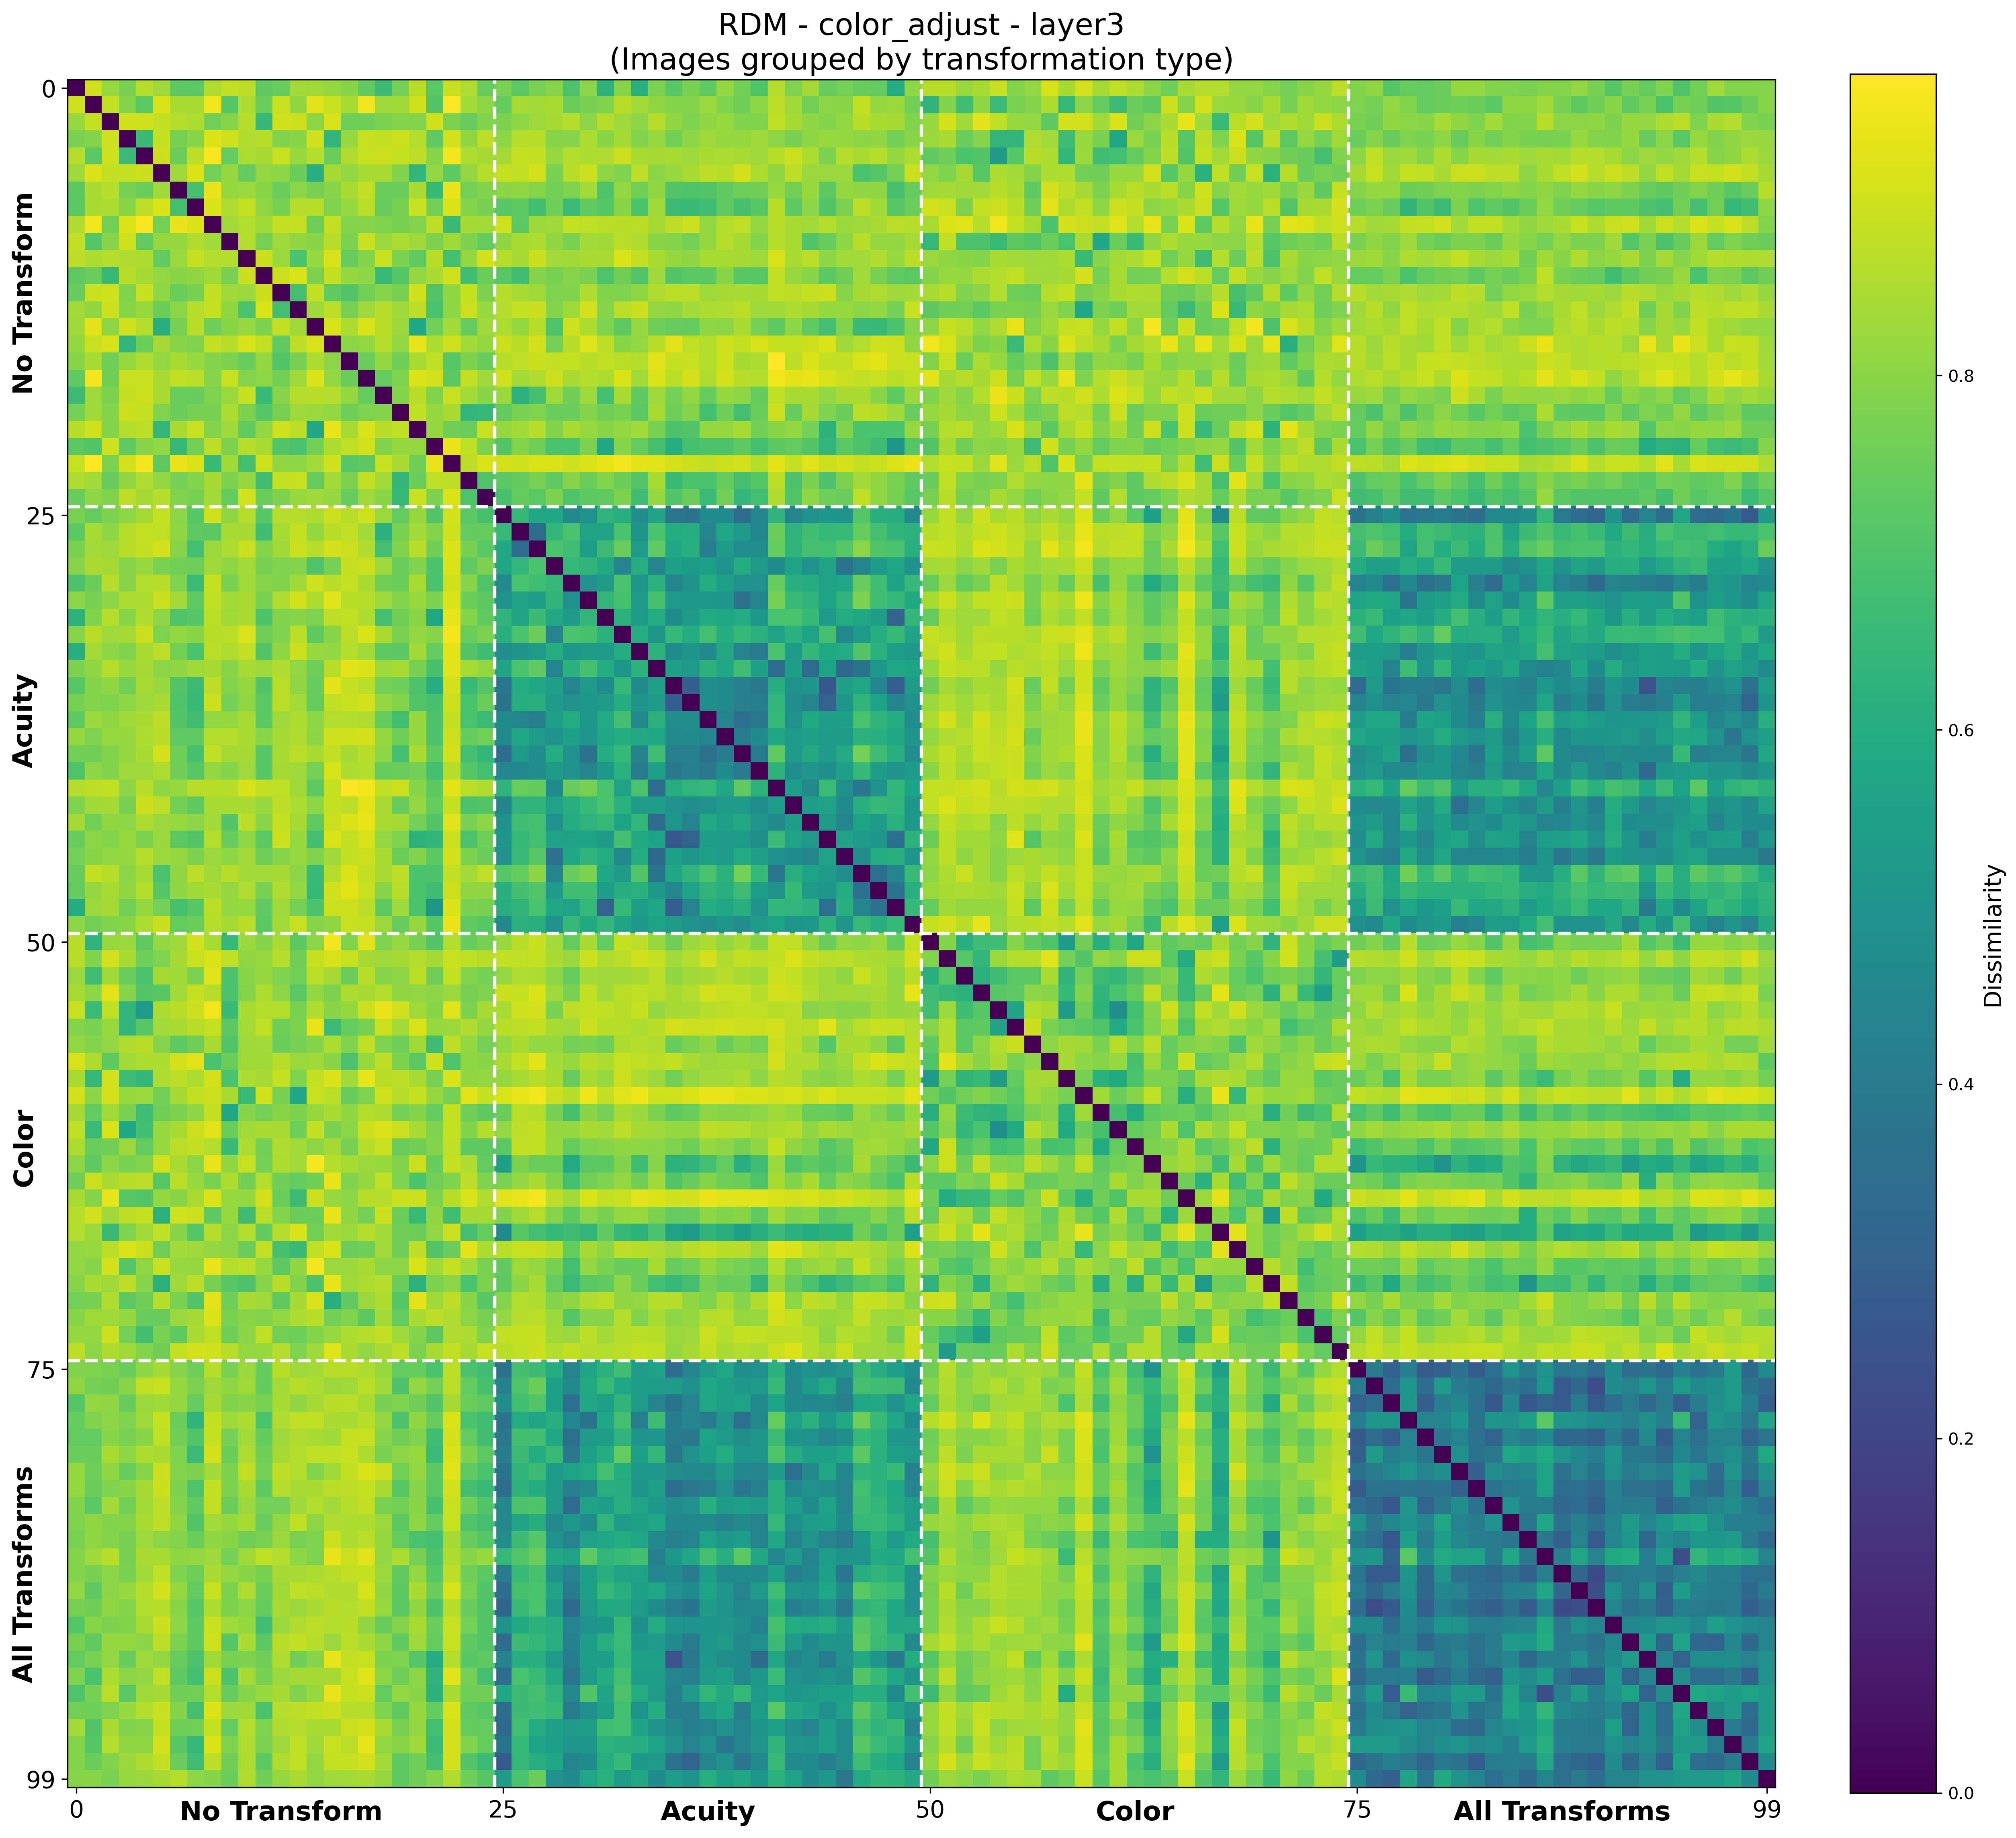 RDM - color_adjust - layer3
(Images grouped by transformation type)
0
25
50
75
99
No Transform
Acuity
Color
All Transforms
0
25
50
75
99
No Transform
Acuity
Color
All Transforms
0.8
0.6
0.4
0.2
0.0
Dissimilarity